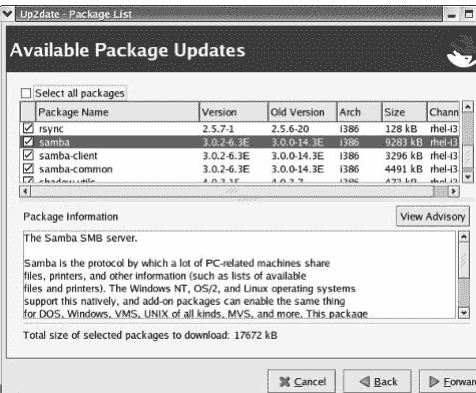 Up2date - Package List
Available Package Updates
Select all packages
Package Name Version Old Version Arch Size Chann
rsync 2.5.7-1 2.5.6-20 i386 128 kB rhel-i3
samba 3.0.2-6.3E 3.0.0-14.3E i386 9283 kB rhel-i3
samba-client 3.0.2-6.3E 3.0.0-14.3E i386 3296 kB rhel-i3
samba-common 3.0.2-6.3E 3.0.0-14.3E i386 4491 kB rhel-i3
Package Information
View Advisory
The Samba SMB server.
Samba is the protocol by which a lot of PC-related machines share
files, printers, and other information (such as lists of available
files and printers). The Windows NT, OS/2, and Linux operating systems
support this natively, and add-on packages can enable the same thing
for DOS, Windows, VMS, UNIX of all kinds, MVS, and more. This package
Total size of selected packages to download: 17672 kB
Cancel
Back
Forwar